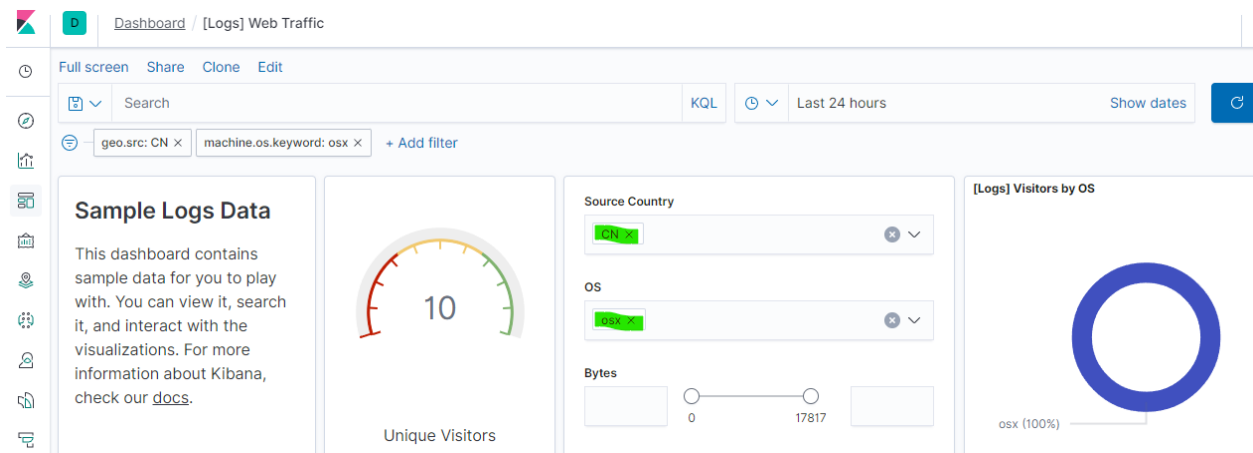 D
Dashboard / [Logs] Web Traffic
Full screen Share Clone Edit
Search KQL Last 24 hours Show dates
geo.src: CN × machine.os.keyword: osx × + Add filter
Sample Logs Data
This dashboard contains
sample data for you to play
with. You can view it, search
it, and interact with the
visualizations. For more
information about Kibana,
check our docs.
10
Unique Visitors
Source Country
CN ×
OS
osx ×
Bytes
0 17817
[Logs] Visitors by OS
osx (100%)